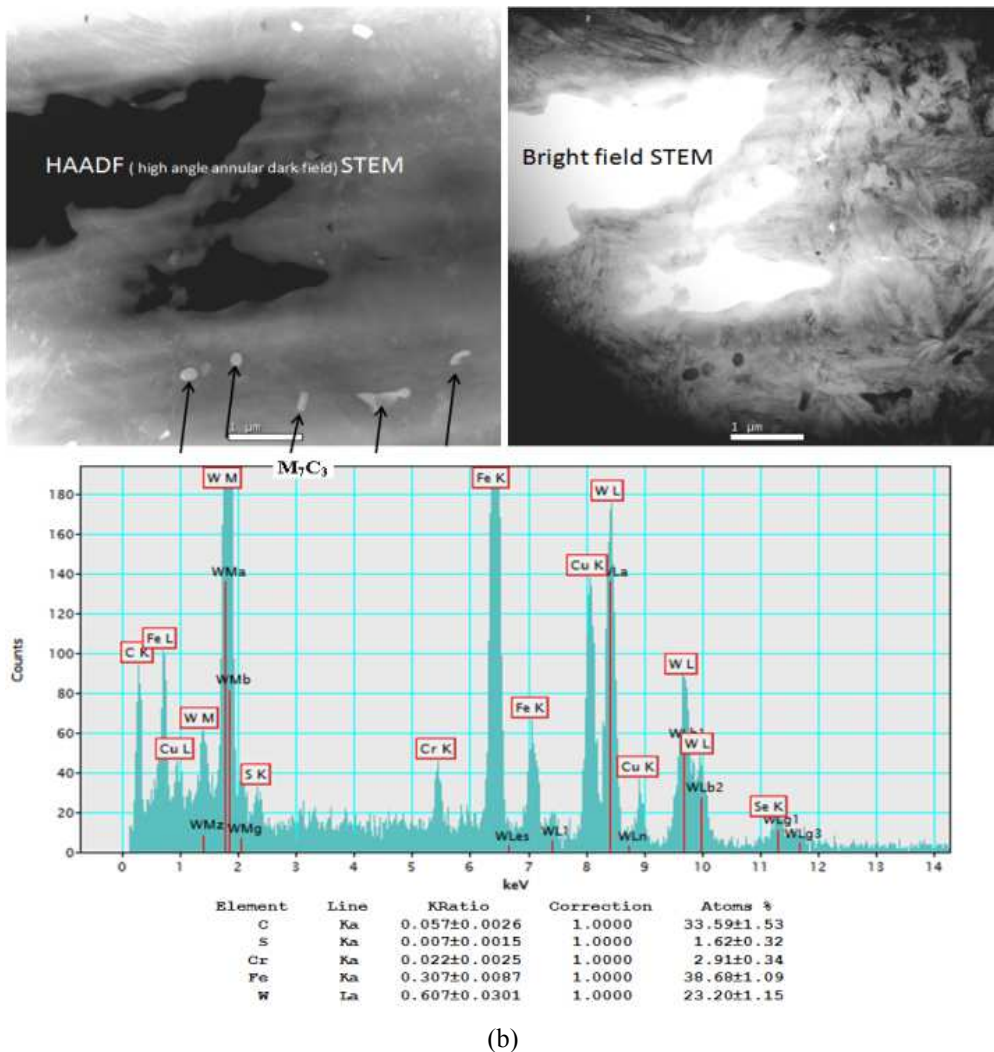 HAADF ( high angle annular dark field) STEM
Bright field STEM
1 μm
1 μm
M₇C₃
180
160
140
120
100
80
60
40
20
0
Counts
W M
Fe K
W L
Cu K
WLa
WMa
C K
Fe L
WMb
W M
Cu L
S K
Cr K
Fe K
Cu K
W L
W L
WLb2
Se K
WLg1
WLg3
WMz
WMg
WLes
WL1
WLn
0 1 2 3 4 5 6 7 8 9 10 11 12 13 14
keV
Element Line KRatio Correction Atoms %
C Ka 0.057±0.0026 1.0000 33.59±1.53
S Ka 0.007±0.0015 1.0000 1.62±0.32
Cr Ka 0.022±0.0025 1.0000 2.91±0.34
Fe Ka 0.307±0.0087 1.0000 38.68±1.09
W La 0.607±0.0301 1.0000 23.20±1.15
(b)